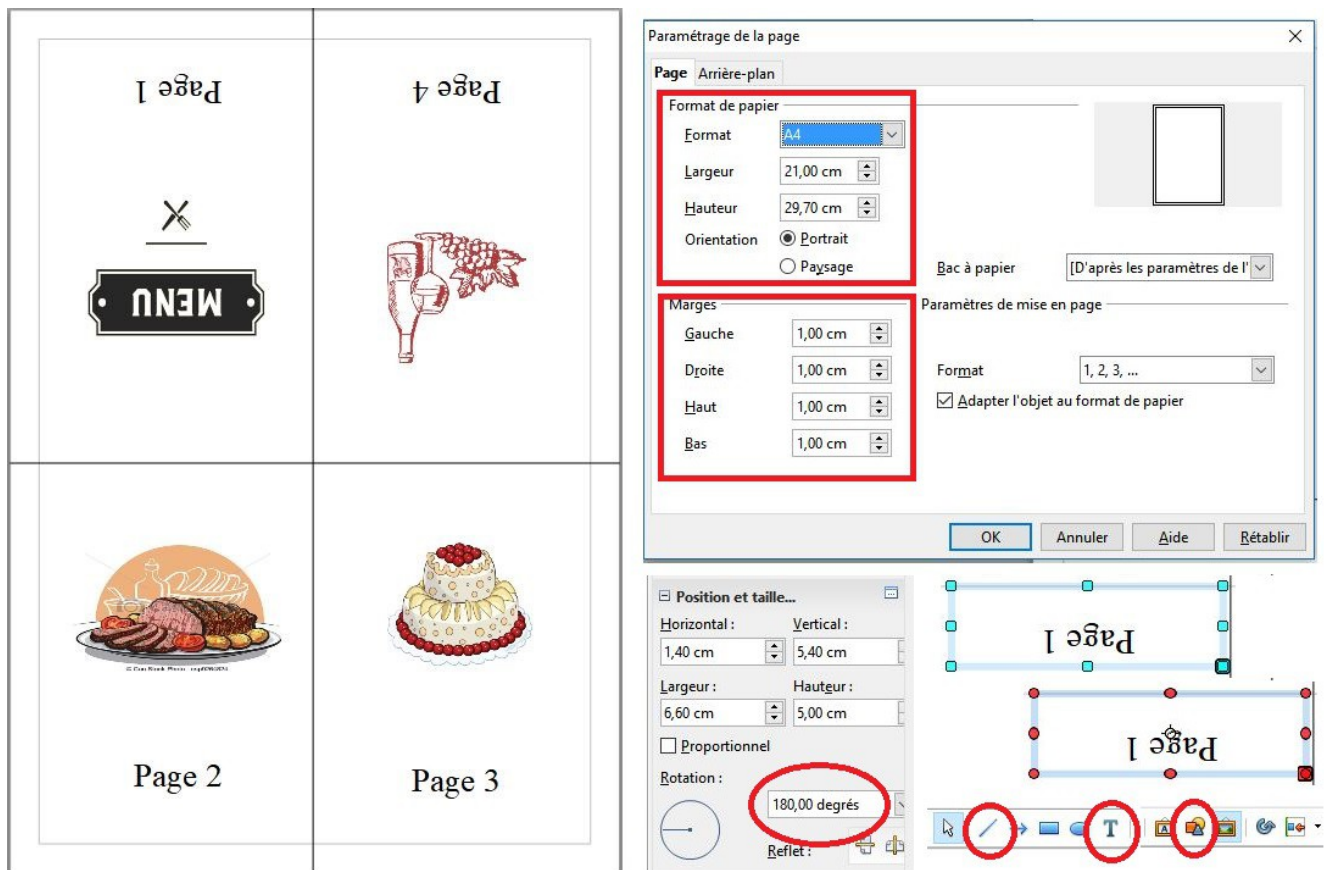 Page 1
Page 4
MENU
Page 2
Page 3
Paramétrage de la page
Page Arrière-plan
Format de papier
Format A4
Largeur 21,00 cm
Hauteur 29,70 cm
Orientation Portrait
Paysage
Bac à papier [D'après les paramètres de l'
Marges
Paramètres de mise en page
Gauche 1,00 cm
Droite 1,00 cm
Format 1, 2, 3, ...
Haut 1,00 cm
Adapter l'objet au format de papier
Bas 1,00 cm
OK Annuler Aide Rétablir
Position et taille...
Horizontal : Vertical :
1,40 cm 5,40 cm
Largeur : Hauteur :
6,60 cm 5,00 cm
Proportionnel
Rotation :
180,00 degrés
Reflet :
Page 1
Page 1
T
A